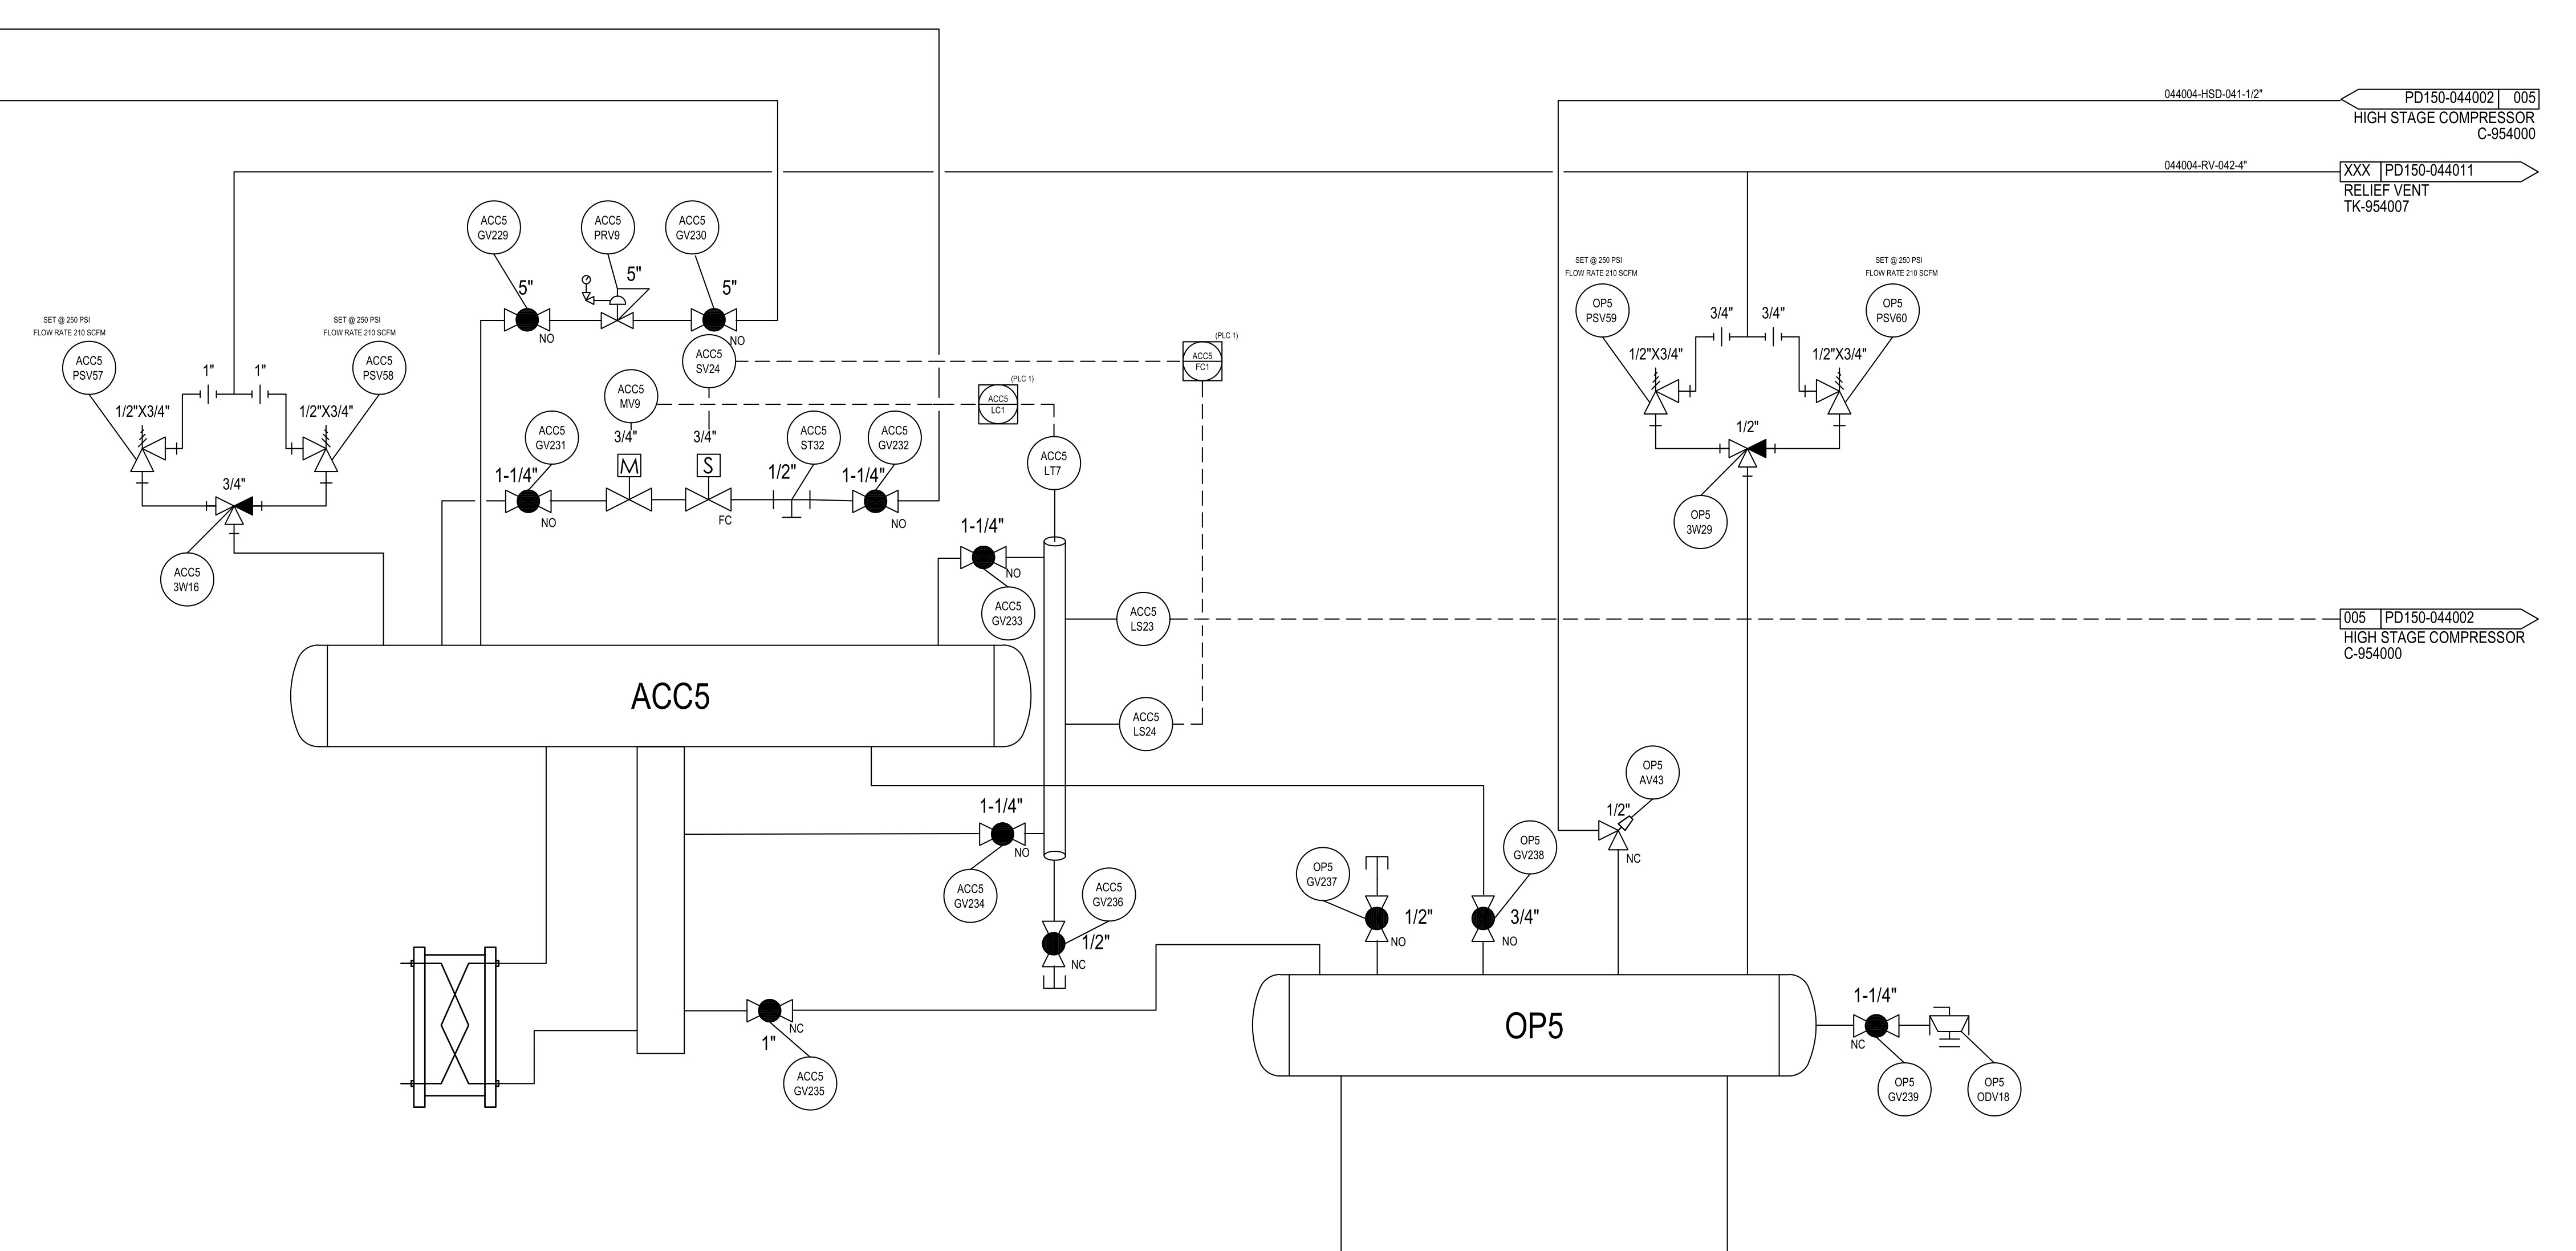 044004-HSD-041-1/2"
PD150-044002 005
HIGH STAGE COMPRESSOR
C-954000
044004-RV-042-4"
XXX PD150-044011
RELIEF VENT
TK-954007
ACC5
GV229
ACC5
PRV9
ACC5
GV230
5"
5"
5"
NO
NO
SET @ 250 PSI
FLOW RATE 210 SCFM
SET @ 250 PSI
FLOW RATE 210 SCFM
ACC5
PSV57
ACC5
PSV58
1"
1"
1/2"X3/4"
1/2"X3/4"
3/4"
ACC5
3W16
ACC5
SV24
ACC5
MV9
(PLC 1)
ACC5
FC1
(PLC 1)
ACC5
LC1
ACC5
GV231
3/4"
3/4"
ACC5
ST32
ACC5
GV232
1-1/4"
M
S
1/2"
1-1/4"
NO
FC
NO
ACC5
LT7
1-1/4"
NO
ACC5
GV233
SET @ 250 PSI
FLOW RATE 210 SCFM
SET @ 250 PSI
FLOW RATE 210 SCFM
OP5
PSV59
OP5
PSV60
3/4"
3/4"
1/2"X3/4"
1/2"X3/4"
1/2"
OP5
3W29
ACC5
LS23
005 PD150-044002
HIGH STAGE COMPRESSOR
C-954000
ACC5
ACC5
LS24
1-1/4"
NO
ACC5
GV234
ACC5
GV236
1/2"
NC
OP5
AV43
1/2"
NC
OP5
GV237
1/2"
NO
OP5
GV238
3/4"
NO
NC
1"
ACC5
GV235
OP5
1-1/4"
NC
OP5
GV239
OP5
ODV18